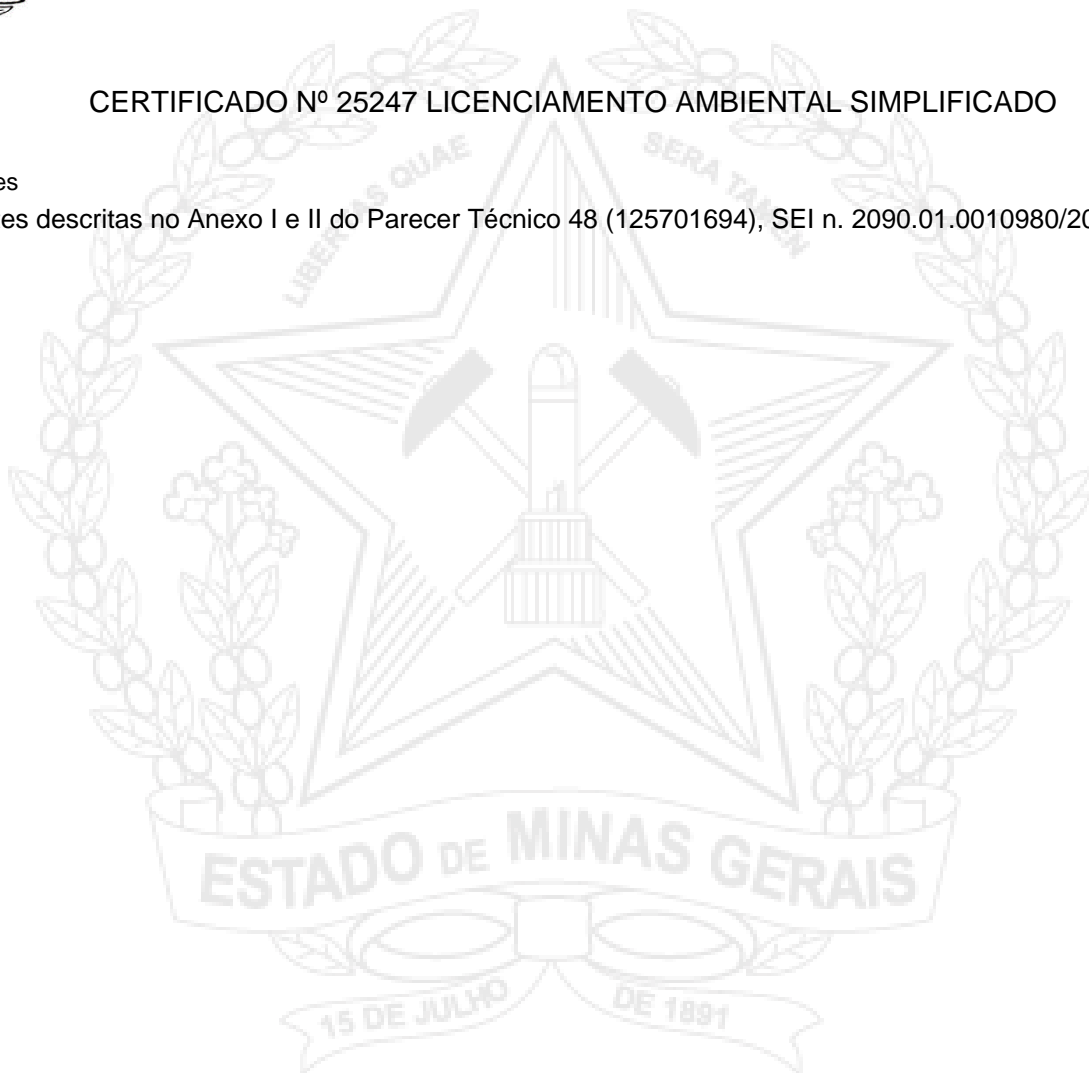 CERTIFICADO Nº 25247 LICENCIAMENTO AMBIENTAL SIMPLIFICADO
es
es descritas no Anexo I e II do Parecer Técnico 48 (125701694), SEI n. 2090.01.0010980/20
LIBERTAS QUAE SERA TAMEN
ESTADO DE MINAS GERAIS
15 DE JULHO DE 1891